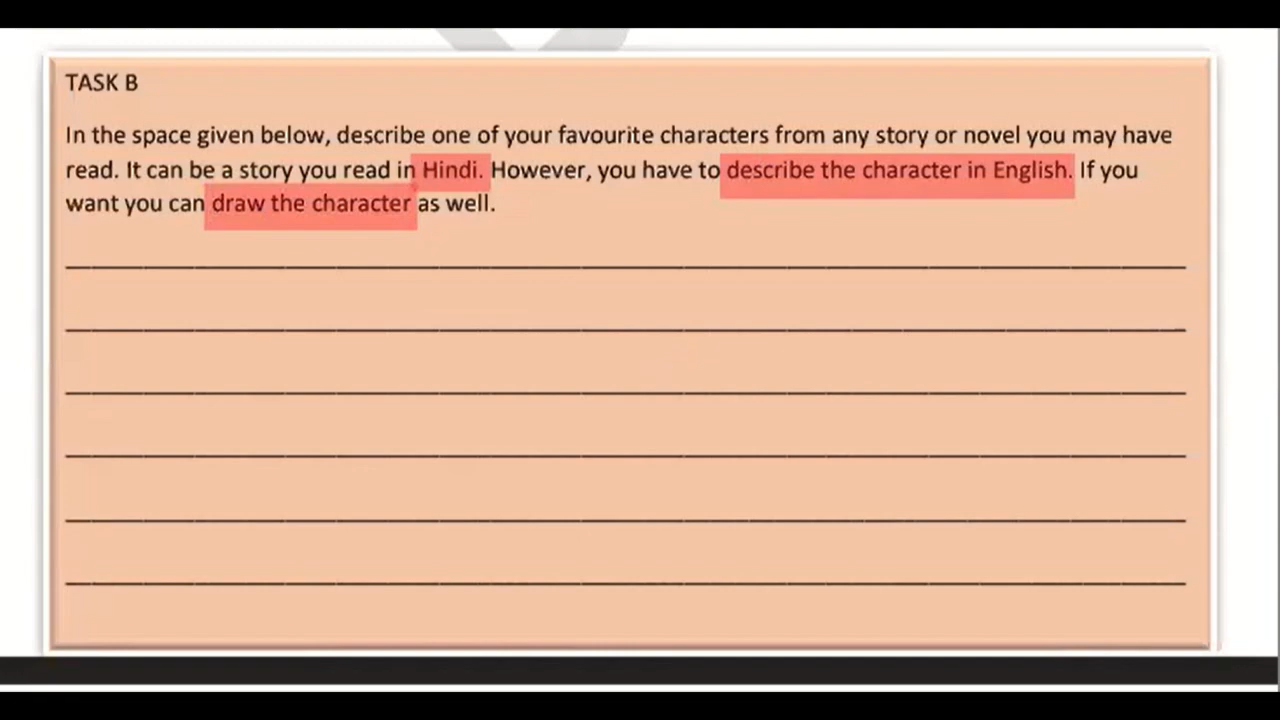 TASK B
In the space given below, describe one of your favourite characters from any story or novel you may have
read. It can be a story you read in Hindi. However, you have to describe the character in English. If you
want you can draw the character as well.